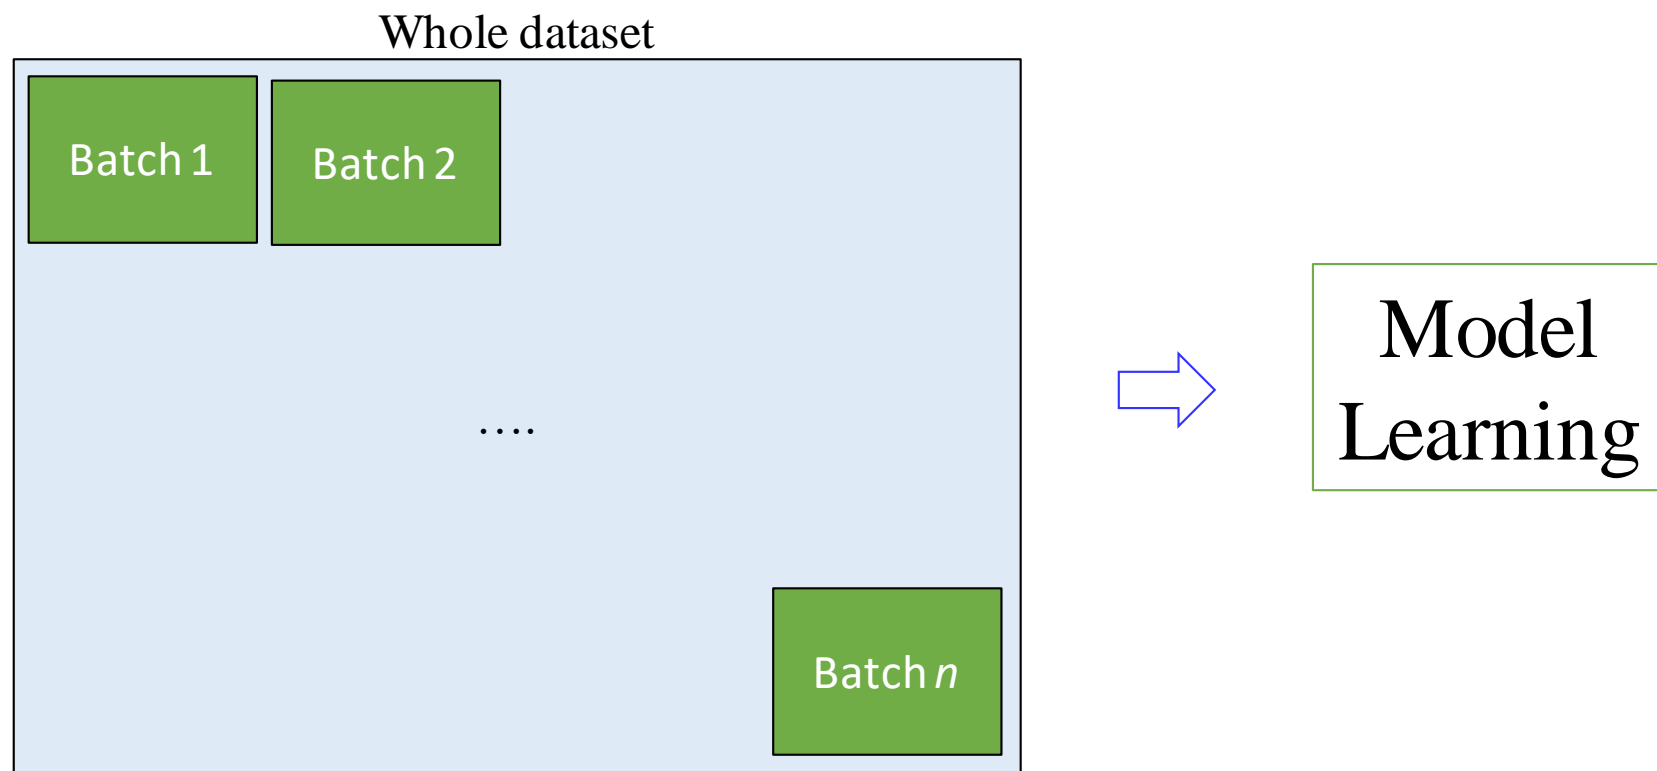 Whole dataset
Batch 1
Batch 2
....
Batch n
Model
Learning